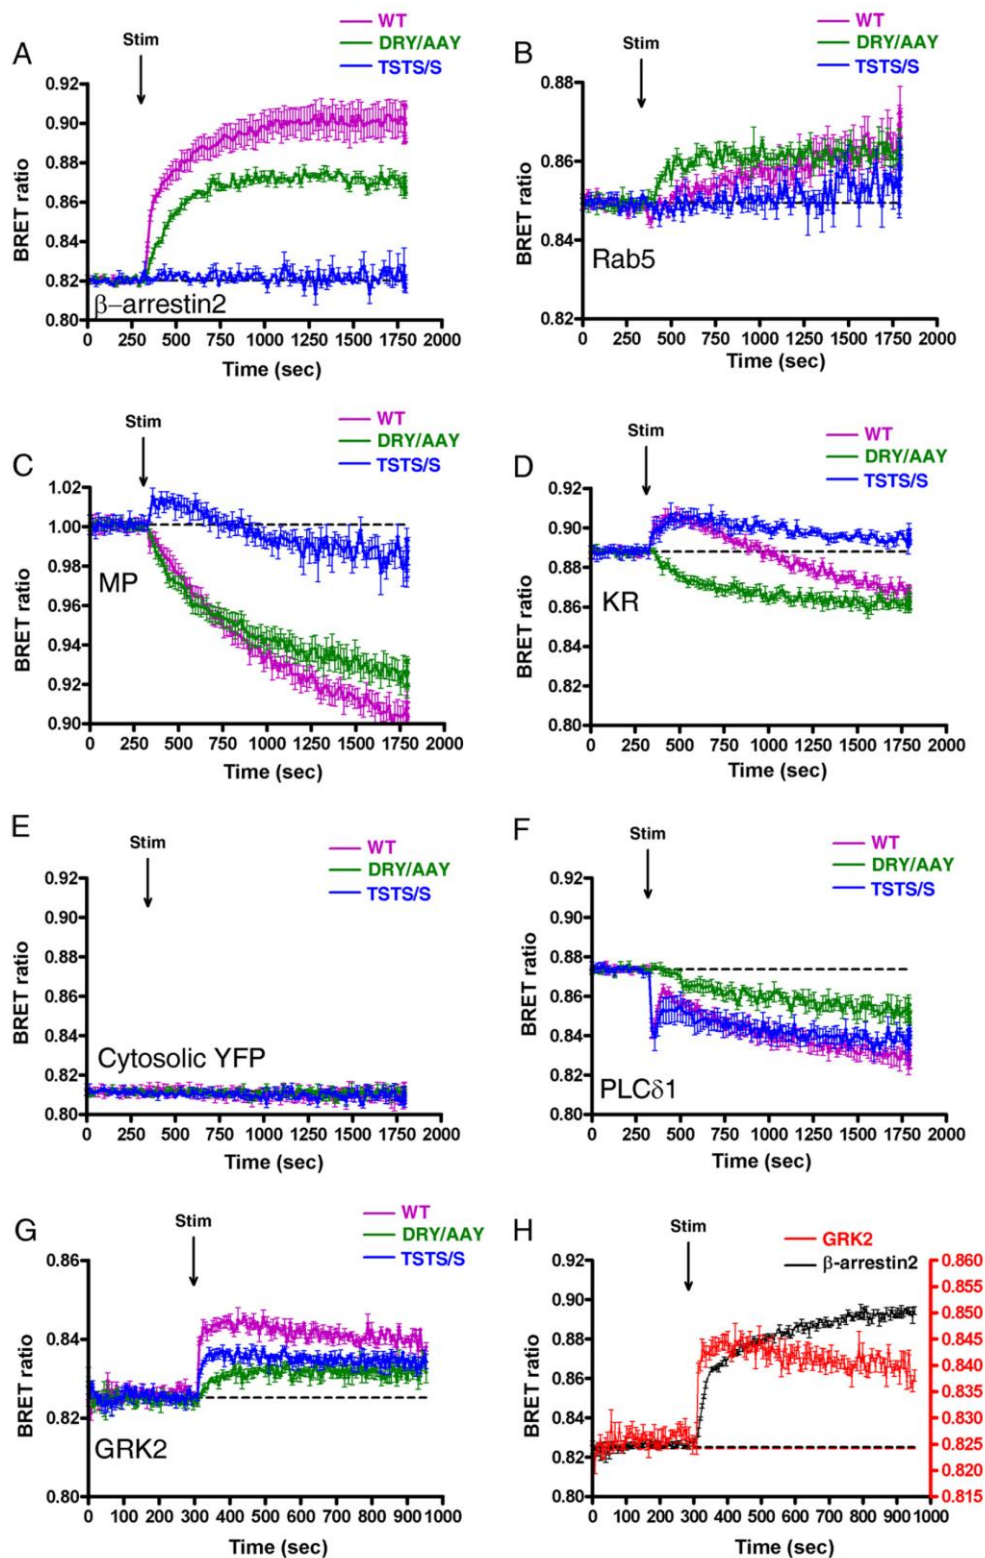 A
Stim
WT
DRY/AAY
TSTS/S
0.92
0.90
0.88
0.86
0.84
0.82
0.80
BRET ratio
β–arrestin2
0 250 500 750 1000 1250 1500 1750 2000
Time (sec)
B
Stim
WT
DRY/AAY
TSTS/S
0.88
0.86
0.84
0.82
BRET ratio
Rab5
0 250 500 750 1000 1250 1500 1750 2000
Time (sec)
C
Stim
WT
DRY/AAY
TSTS/S
1.02
1.00
0.98
0.96
0.94
0.92
0.90
BRET ratio
MP
0 250 500 750 1000 1250 1500 1750 2000
Time (sec)
D
Stim
WT
DRY/AAY
TSTS/S
0.92
0.90
0.88
0.86
0.84
0.82
0.80
BRET ratio
KR
0 250 500 750 1000 1250 1500 1750 2000
Time (sec)
E
Stim
WT
DRY/AAY
TSTS/S
0.92
0.90
0.88
0.86
0.84
0.82
0.80
BRET ratio
Cytosolic YFP
0 250 500 750 1000 1250 1500 1750 2000
Time (sec)
F
Stim
WT
DRY/AAY
TSTS/S
0.92
0.90
0.88
0.86
0.84
0.82
0.80
BRET ratio
PLCδ1
0 250 500 750 1000 1250 1500 1750 2000
Time (sec)
G
Stim
WT
DRY/AAY
TSTS/S
0.86
0.84
0.82
0.80
BRET ratio
GRK2
0 100 200 300 400 500 600 700 800 900 1000
Time (sec)
H
Stim
GRK2
β-arrestin2
0.92
0.90
0.88
0.86
0.84
0.82
0.80
BRET ratio
0.860
0.855
0.850
0.845
0.840
0.835
0.830
0.825
0.820
0.815
0 100 200 300 400 500 600 700 800 900 1000
Time (sec)